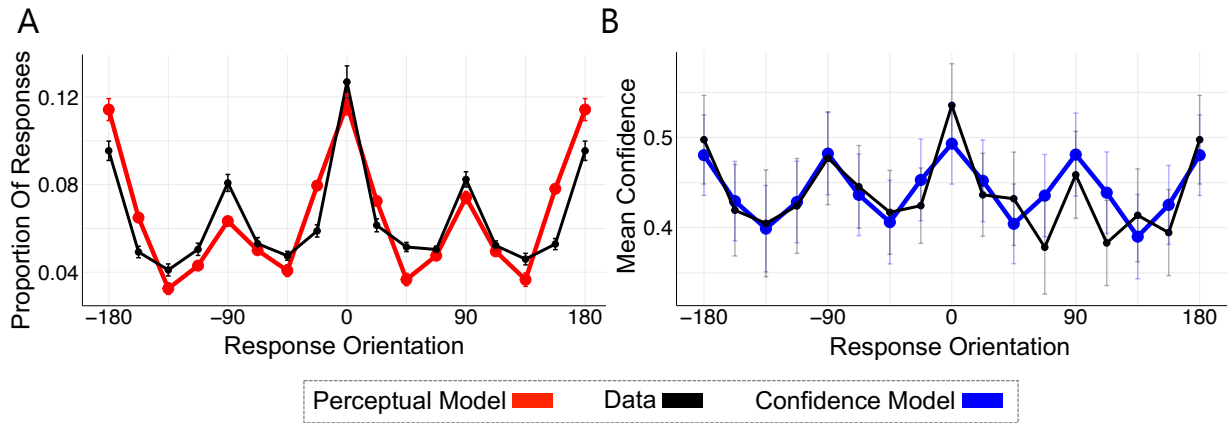 A
Proportion Of Responses
0.12
0.08
0.04
−180
−90
0
90
180
Response Orientation
B
Mean Confidence
0.5
0.4
−180
−90
0
90
180
Response Orientation
Perceptual Model
Data
Confidence Model